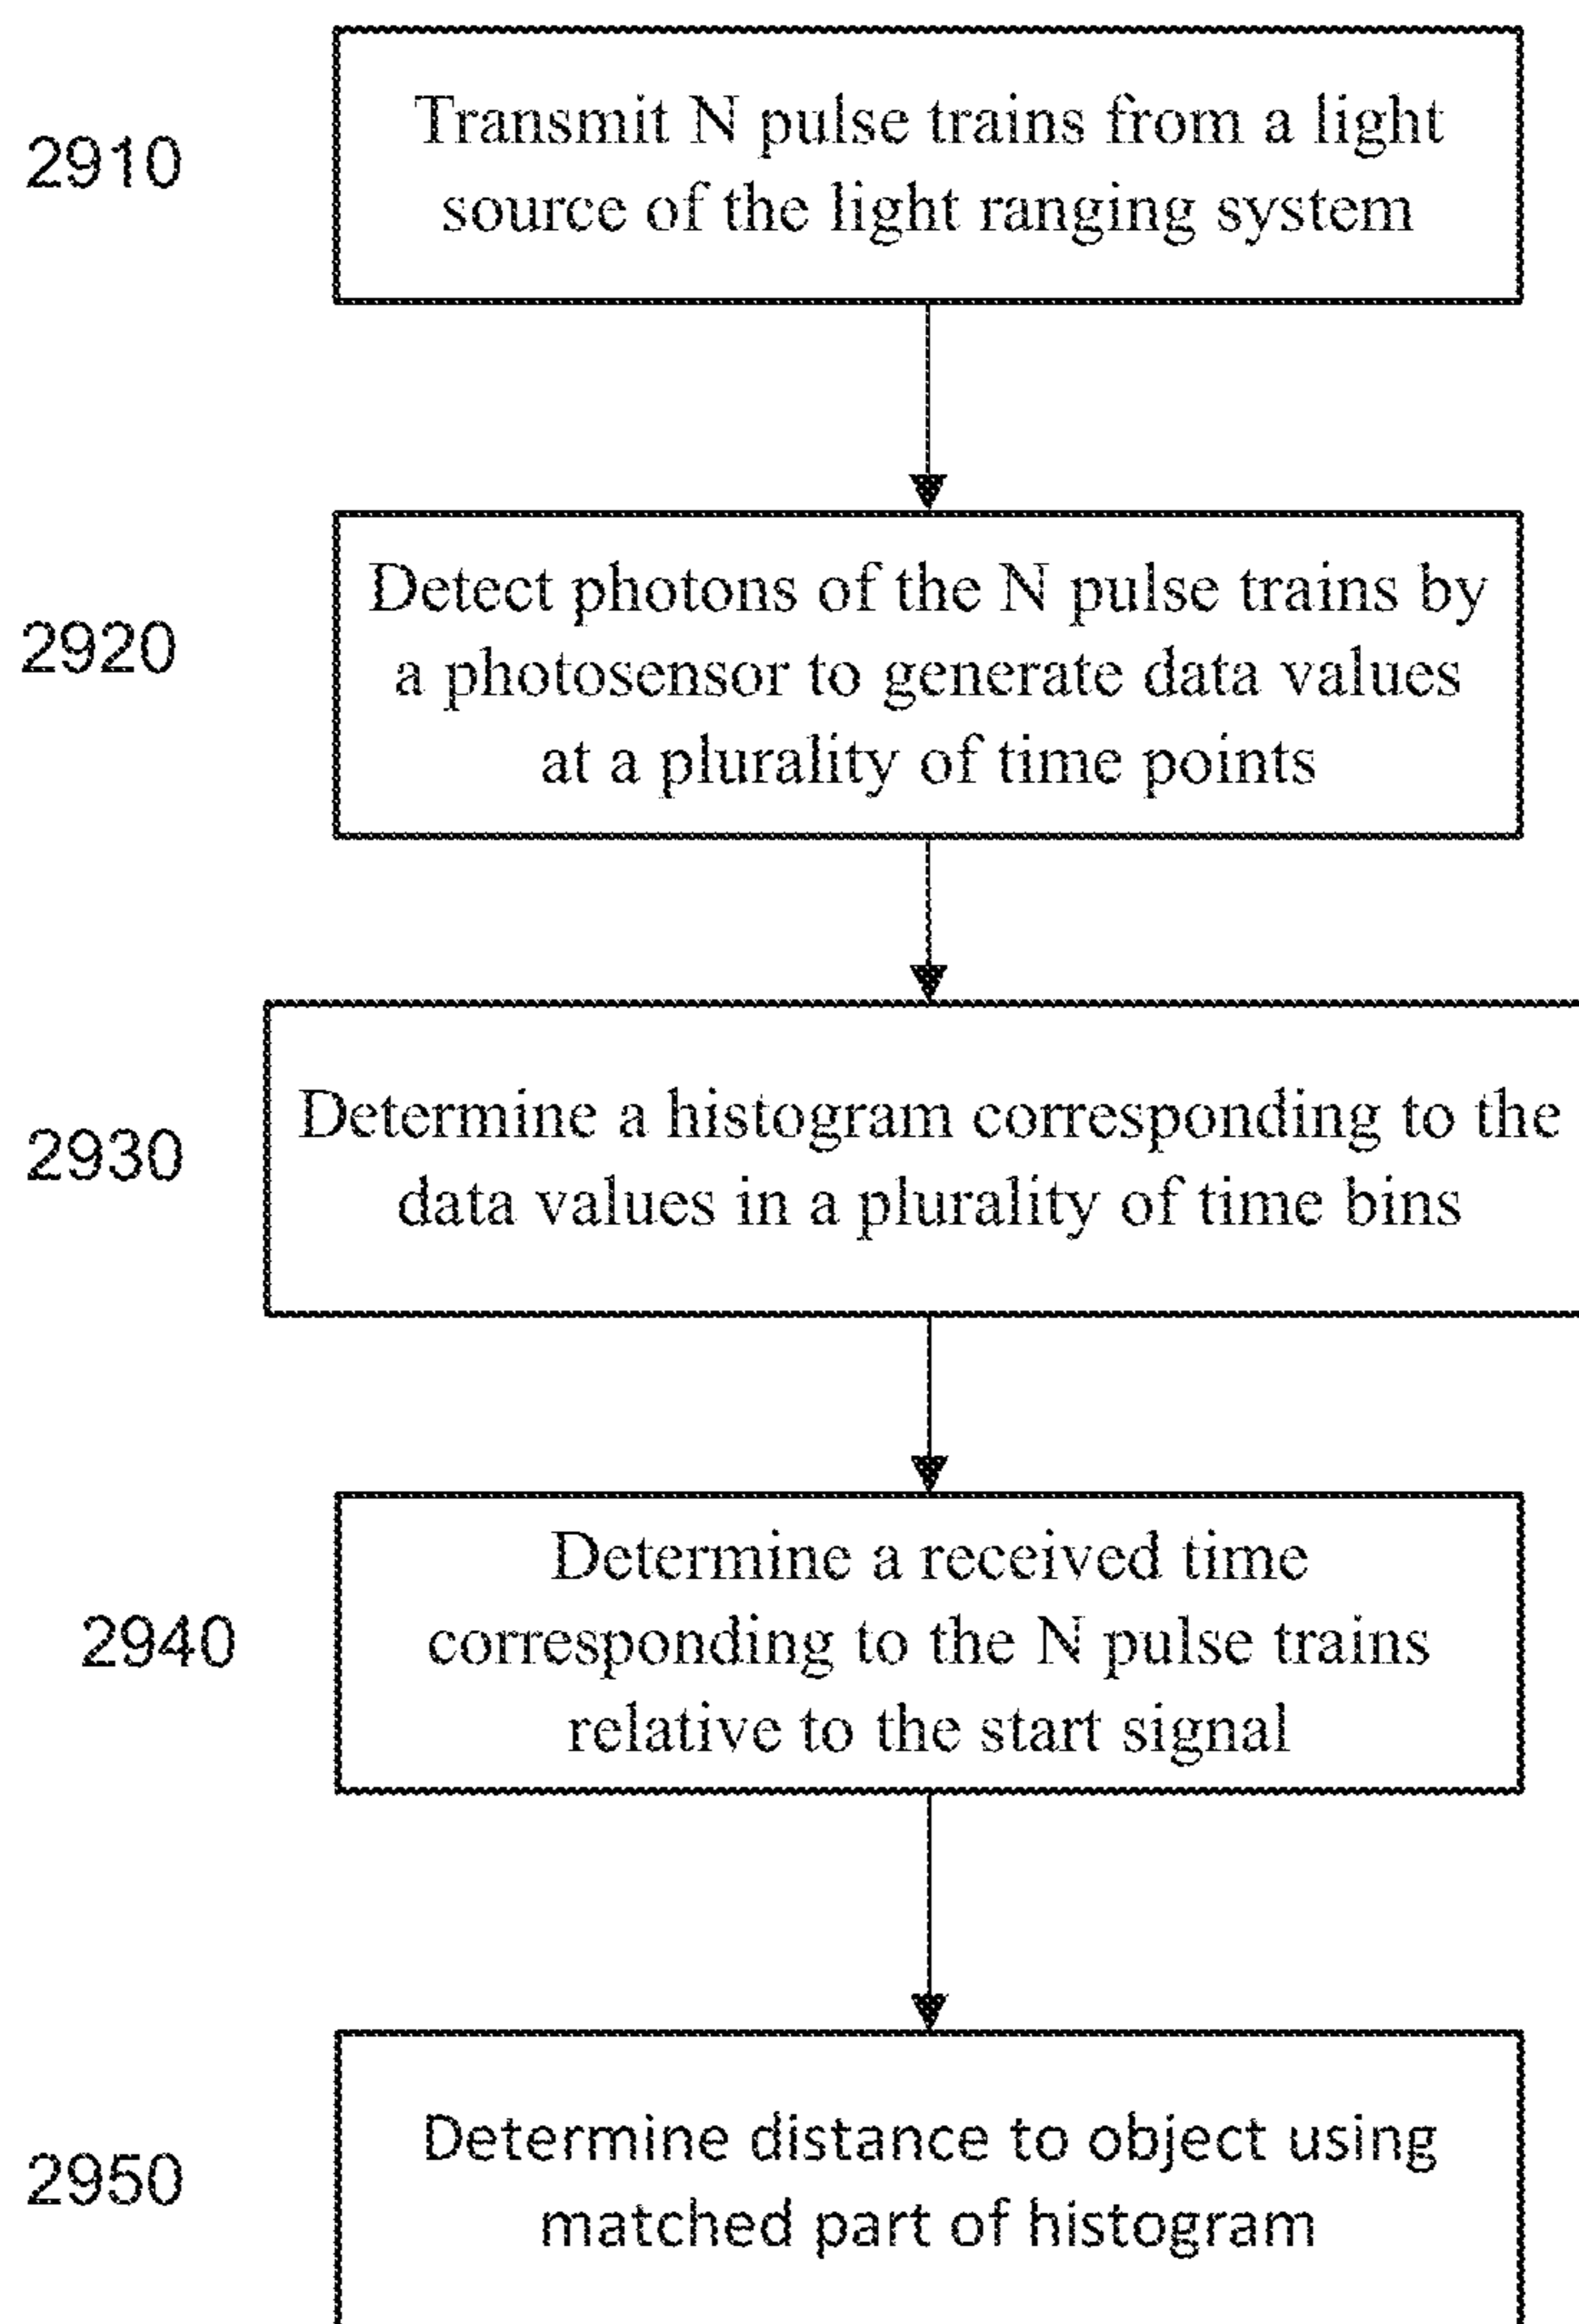 2910
Transmit N pulse trains from a light
source of the light ranging system
2920
Detect photons of the N pulse trains by
a photosensor to generate data values
at a plurality of time points
2930
Determine a histogram corresponding to the
data values in a plurality of time bins
2940
Determine a received time
corresponding to the N pulse trains
relative to the start signal
2950
Determine distance to object using
matched part of histogram